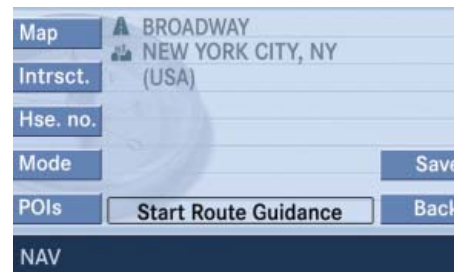 Map
BROADWAY
NEW YORK CITY, NY
Intrsct.
(USA)
Hse. no.
Mode
Save
POIs
Start Route Guidance
Back
NAV